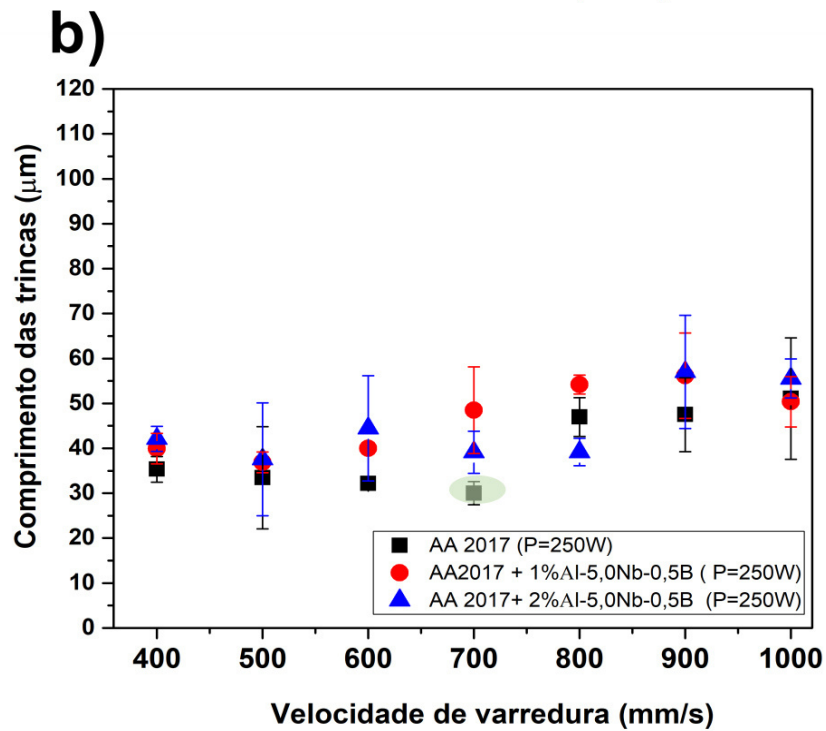 b)
120
110
100
90
80
70
60
50
40
30
20
10
0
Comprimento das trincas (μm)
AA 2017 (P=250W)
AA2017 + 1%Al-5,0Nb-0,5B ( P=250W)
AA 2017+ 2%Al-5,0Nb-0,5B (P=250W)
400 500 600 700 800 900 1000
Velocidade de varredura (mm/s)